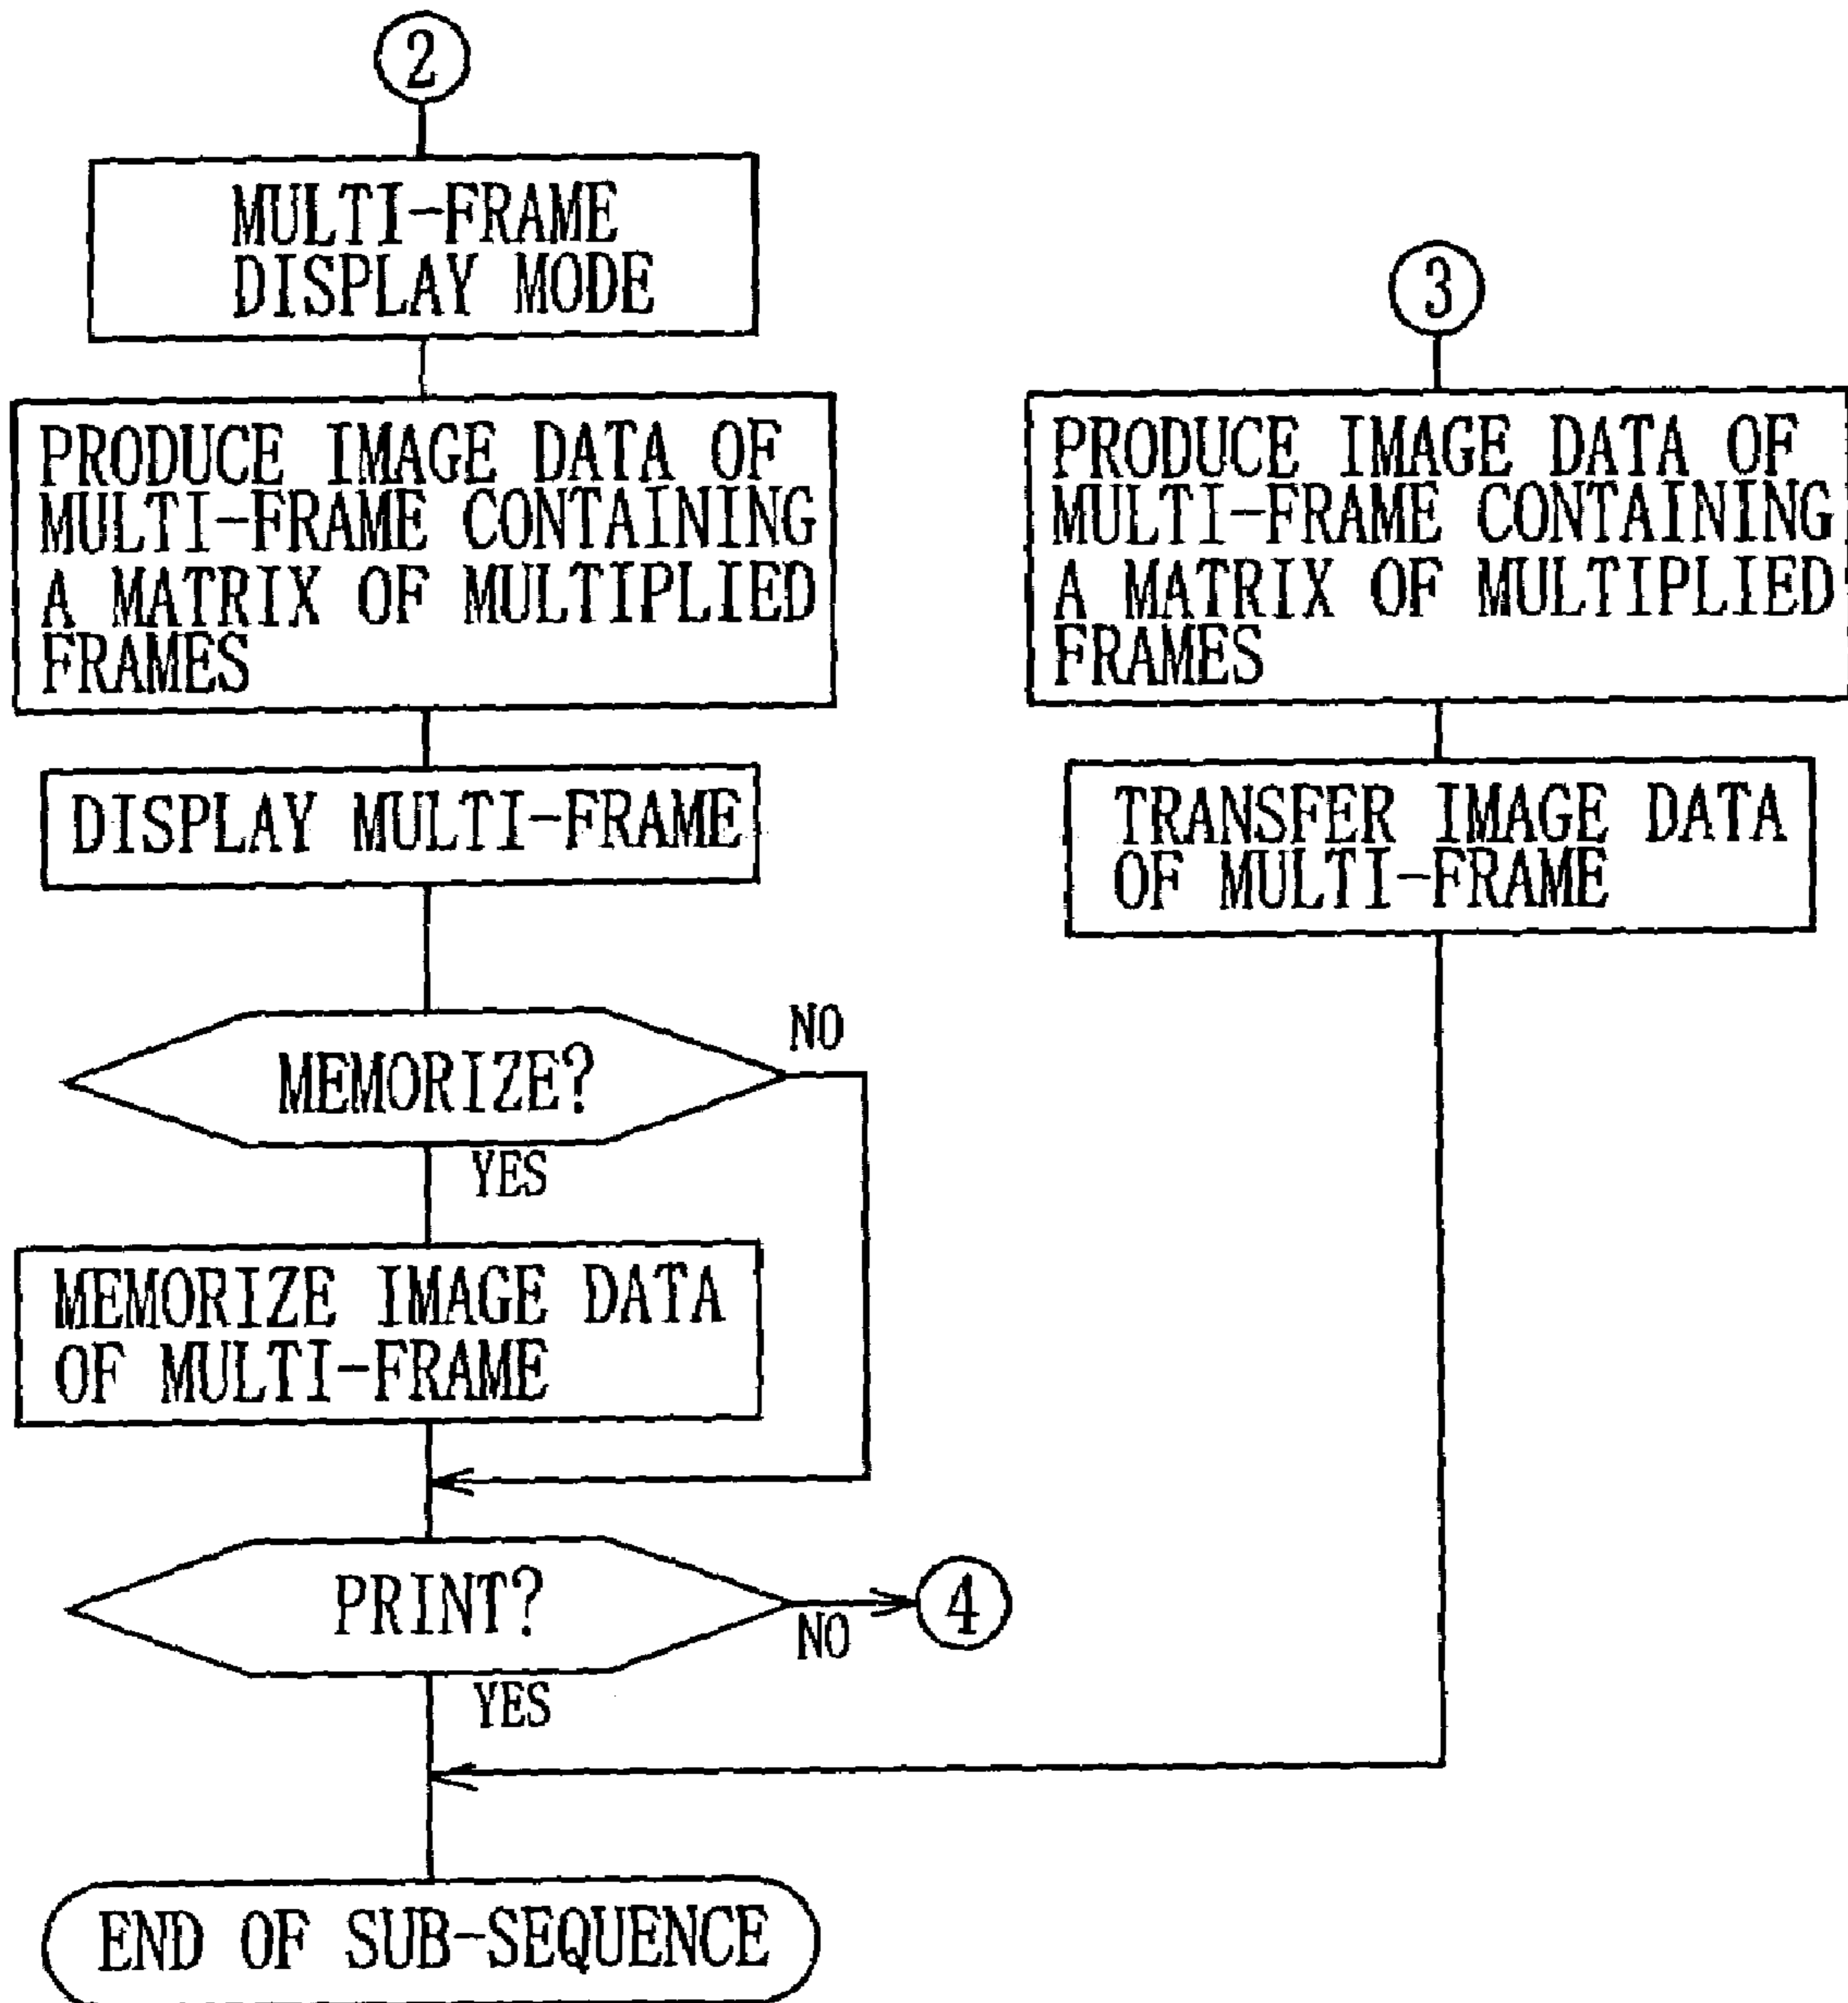 2
MULTI-FRAME
DISPLAY MODE
PRODUCE IMAGE DATA OF
MULTI-FRAME CONTAINING
A MATRIX OF MULTIPLIED
FRAMES
DISPLAY MULTI-FRAME
MEMORIZE?
NO
YES
MEMORIZE IMAGE DATA
OF MULTI-FRAME
PRINT?
NO
4
YES
END OF SUB-SEQUENCE
3
PRODUCE IMAGE DATA OF
MULTI-FRAME CONTAINING
A MATRIX OF MULTIPLIED
FRAMES
TRANSFER IMAGE DATA
OF MULTI-FRAME